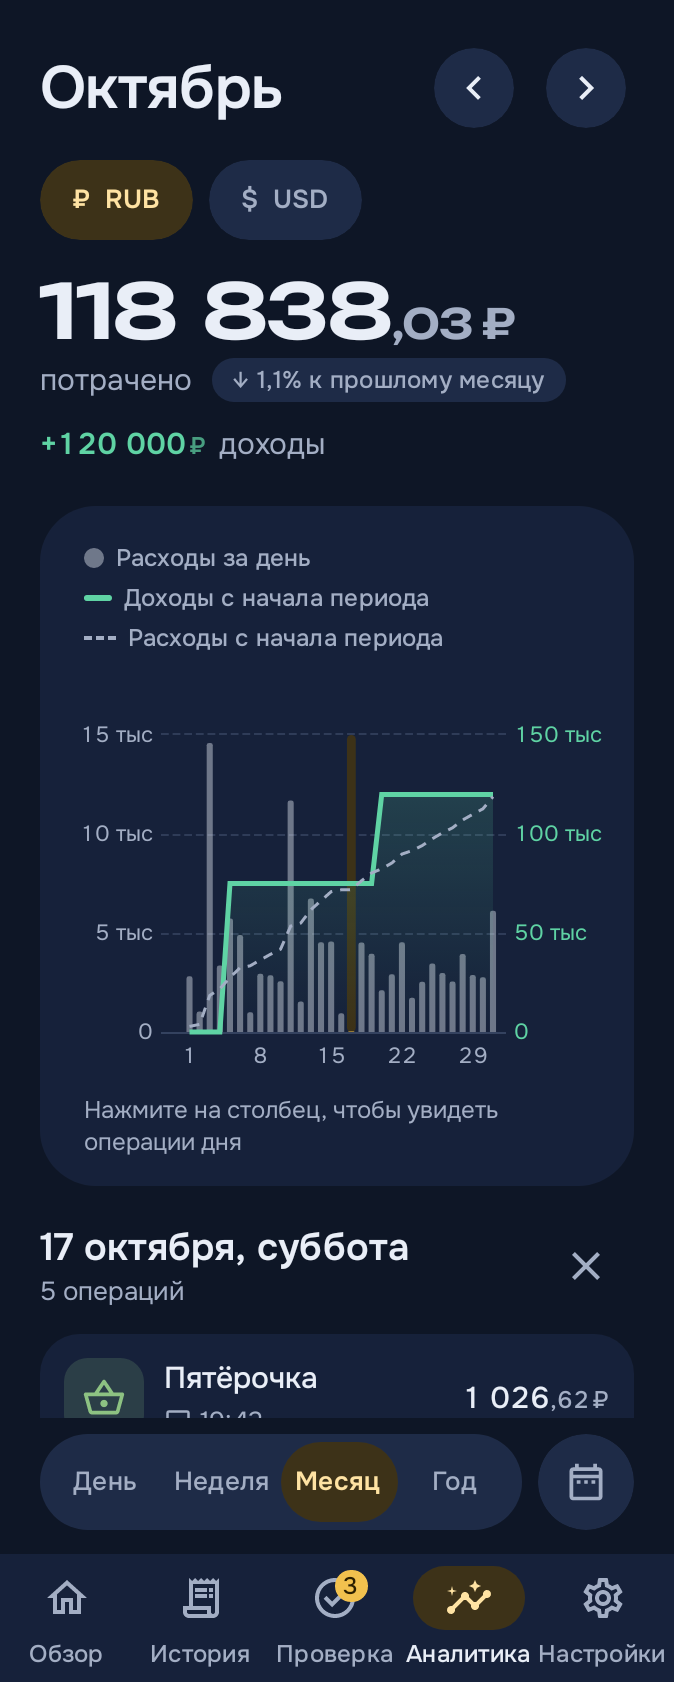 Октябрь
₽ RUB
$ USD
118 838,03 ₽
потрачено
↓ 1,1% к прошлому месяцу
+120 000 ₽ доходы
Расходы за день
Доходы с начала периода
Расходы с начала периода
15 тыс
150 тыс
10 тыс
100 тыс
5 тыс
50 тыс
0
0
1 8 15 22 29
Нажмите на столбец, чтобы увидеть
операции дня
17 октября, суббота
5 операций
Пятёрочка
1 026,62 ₽
День Неделя Месяц Год
3
Обзор История Проверка Аналитика Настройки